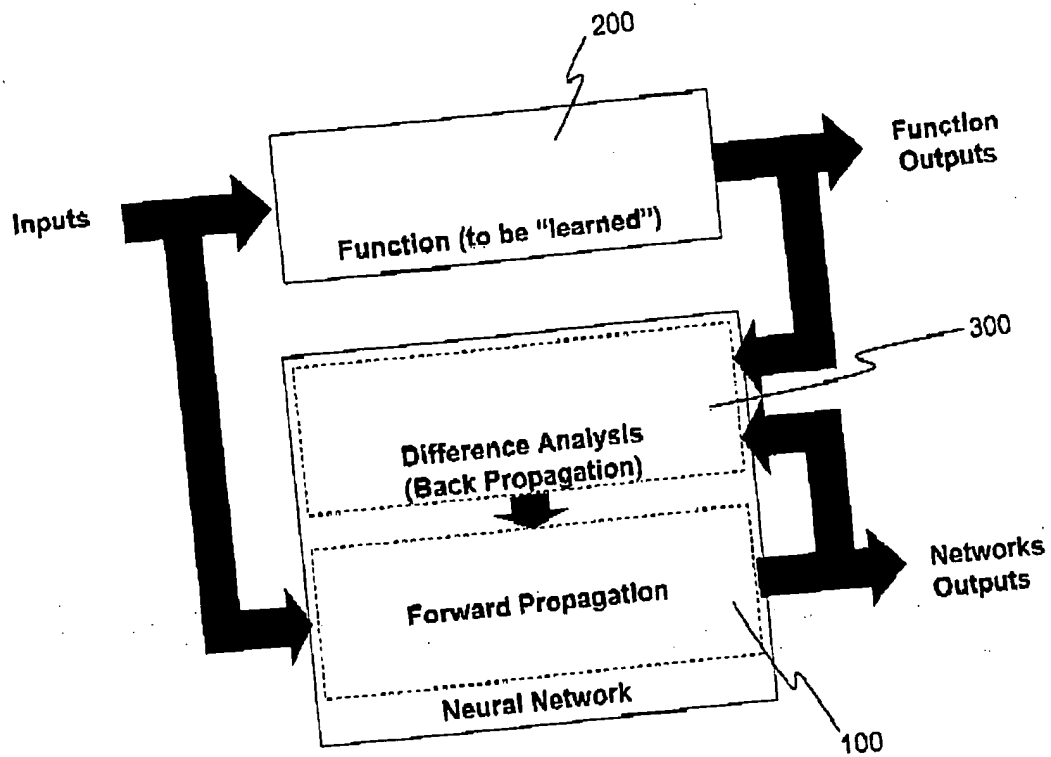 200
Function
Outputs
Inputs
Function (to be "learned")
300
Difference Analysis
(Back Propagation)
Networks
Outputs
Forward Propagation
Neural Network
100